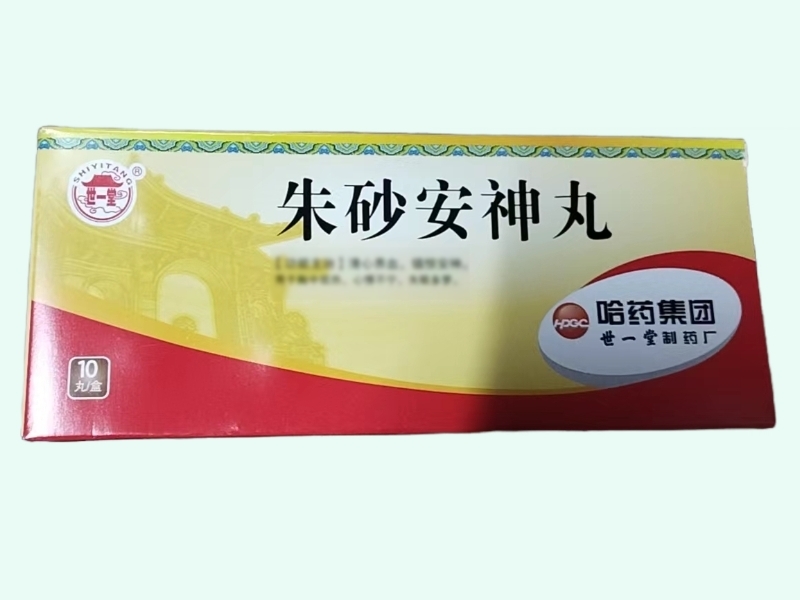 SHIYITANG
®
世一堂
朱砂安神丸
HPGC
哈药集团
世一堂制药厂
10
丸/盒